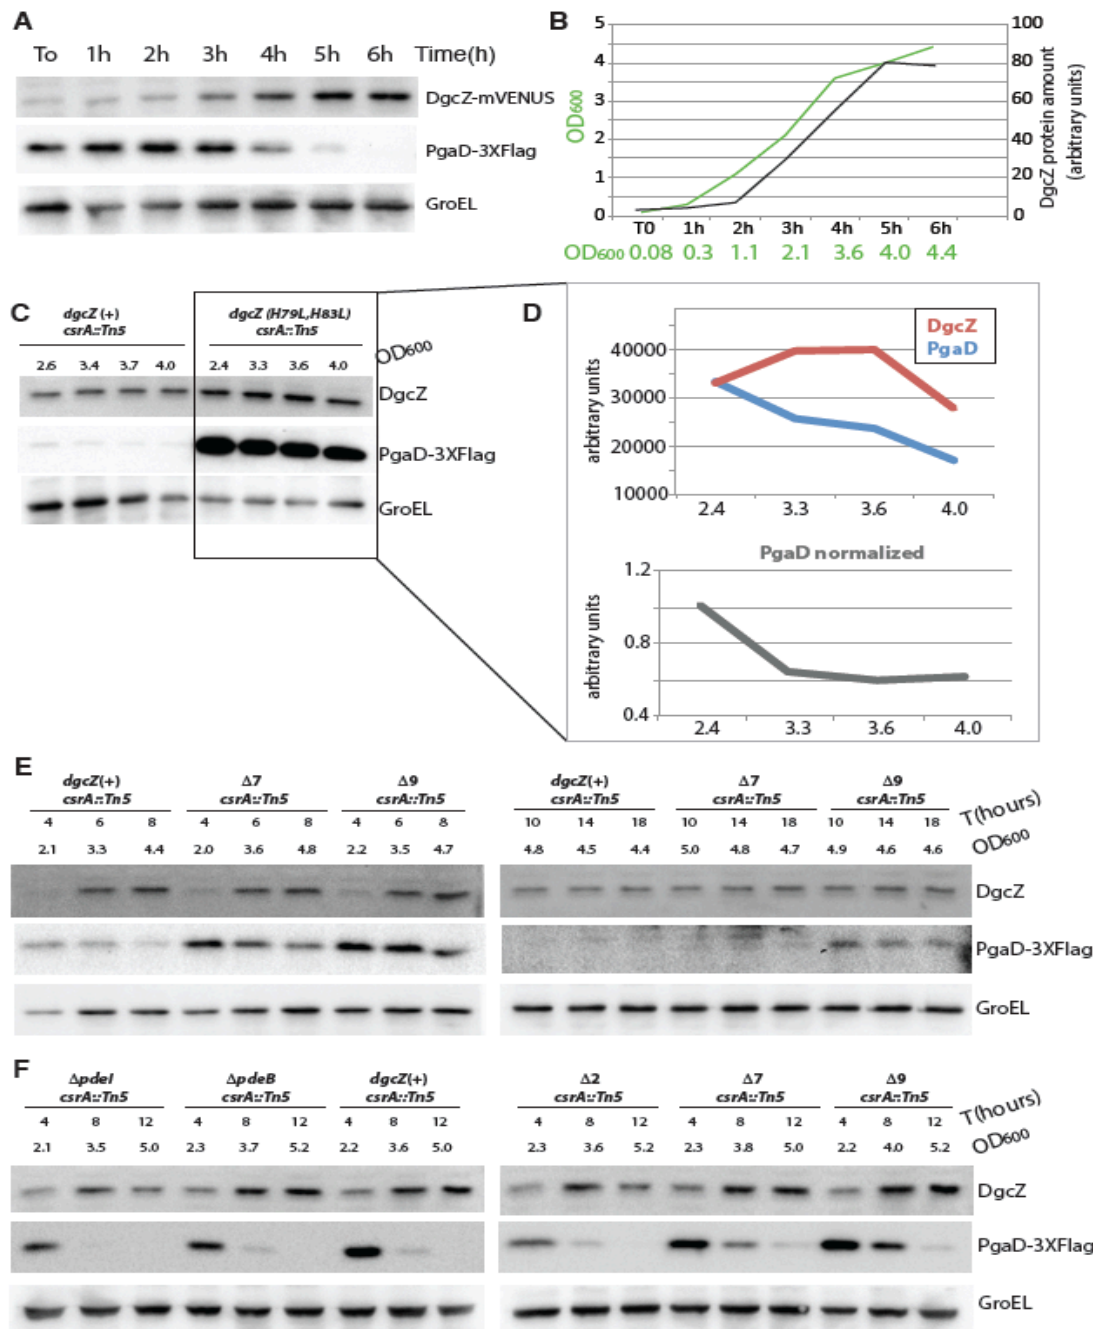 A
To 1h 2h 3h 4h 5h 6h Time(h)
DgcZ-mVENUS
PgaD-3XFlag
GroEL
B
5
4
3
2
1
0
OD600
100
80
60
40
20
0
DgcZ protein amount
(arbitrary units)
T0 1h 2h 3h 4h 5h 6h
OD600 0.08 0.3 1.1 2.1 3.6 4.0 4.4
C
dgcZ (+)
csrA::Tn5
dgcZ (H79L,H83L)
csrA::Tn5
2.6 3.4 3.7 4.0 2.4 3.3 3.6 4.0 OD600
DgcZ
PgaD-3XFlag
GroEL
D
DgcZ
PgaD
40000
30000
20000
10000
arbitrary units
2.4 3.3 3.6 4.0
PgaD normalized
1.2
0.8
0.4
arbitrary units
2.4 3.3 3.6 4.0
E
dgcZ(+) Δ7 Δ9 dgcZ(+) Δ7 Δ9
csrA::Tn5 csrA::Tn5 csrA::Tn5 csrA::Tn5 csrA::Tn5 csrA::Tn5
4 6 8 4 6 8 4 6 8 10 14 18 10 14 18 10 14 18 T(hours)
2.1 3.3 4.4 2.0 3.6 4.8 2.2 3.5 4.7 4.8 4.5 4.4 5.0 4.8 4.7 4.9 4.6 4.6 OD600
DgcZ
PgaD-3XFlag
GroEL
F
ΔpdeI ΔpdeB dgcZ(+) Δ2 Δ7 Δ9
csrA::Tn5 csrA::Tn5 csrA::Tn5 csrA::Tn5 csrA::Tn5 csrA::Tn5
4 8 12 4 8 12 4 8 12 4 8 12 4 8 12 4 8 12 T(hours)
2.1 3.5 5.0 2.3 3.7 5.2 2.2 3.6 5.0 2.3 3.6 5.2 2.3 3.8 5.0 2.2 4.0 5.2 OD600
DgcZ
PgaD-3XFlag
GroEL